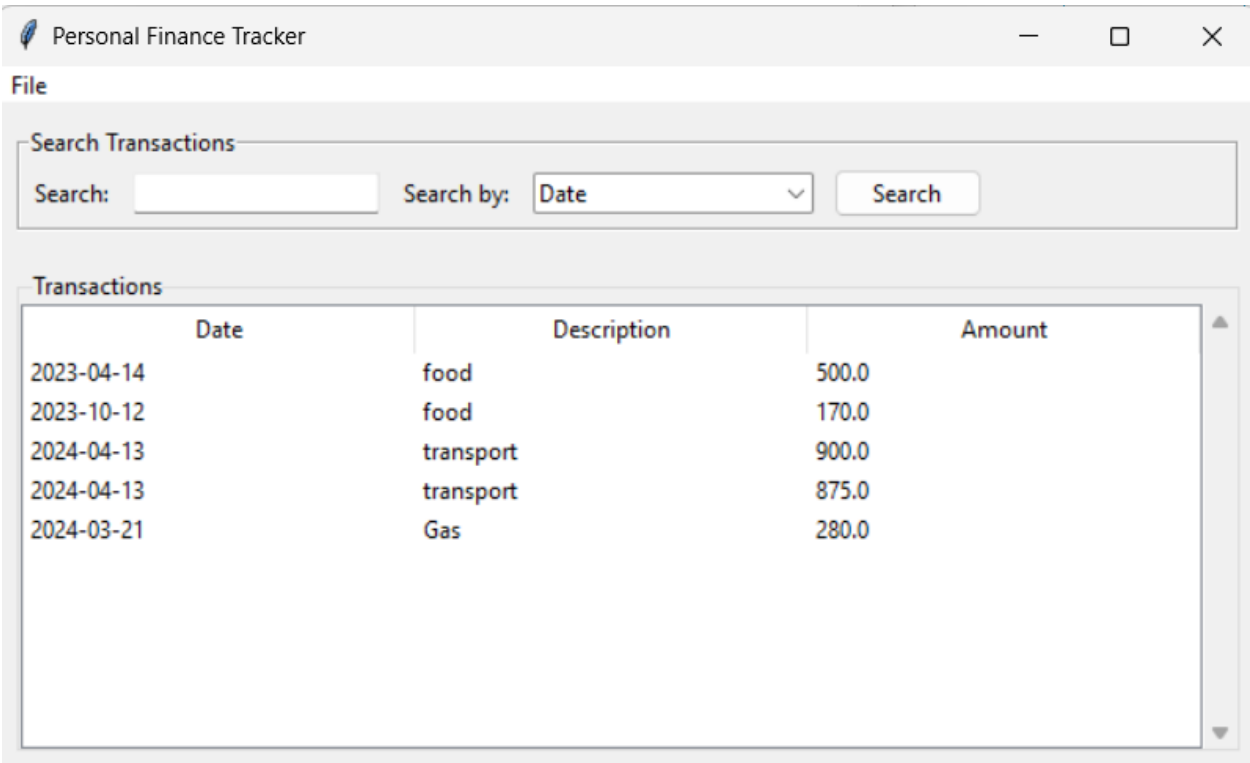 Personal Finance Tracker
File
Search Transactions
Search: Search by: Date Search
Transactions
Date Description Amount
2023-04-14 food 500.0
2023-10-12 food 170.0
2024-04-13 transport 900.0
2024-04-13 transport 875.0
2024-03-21 Gas 280.0